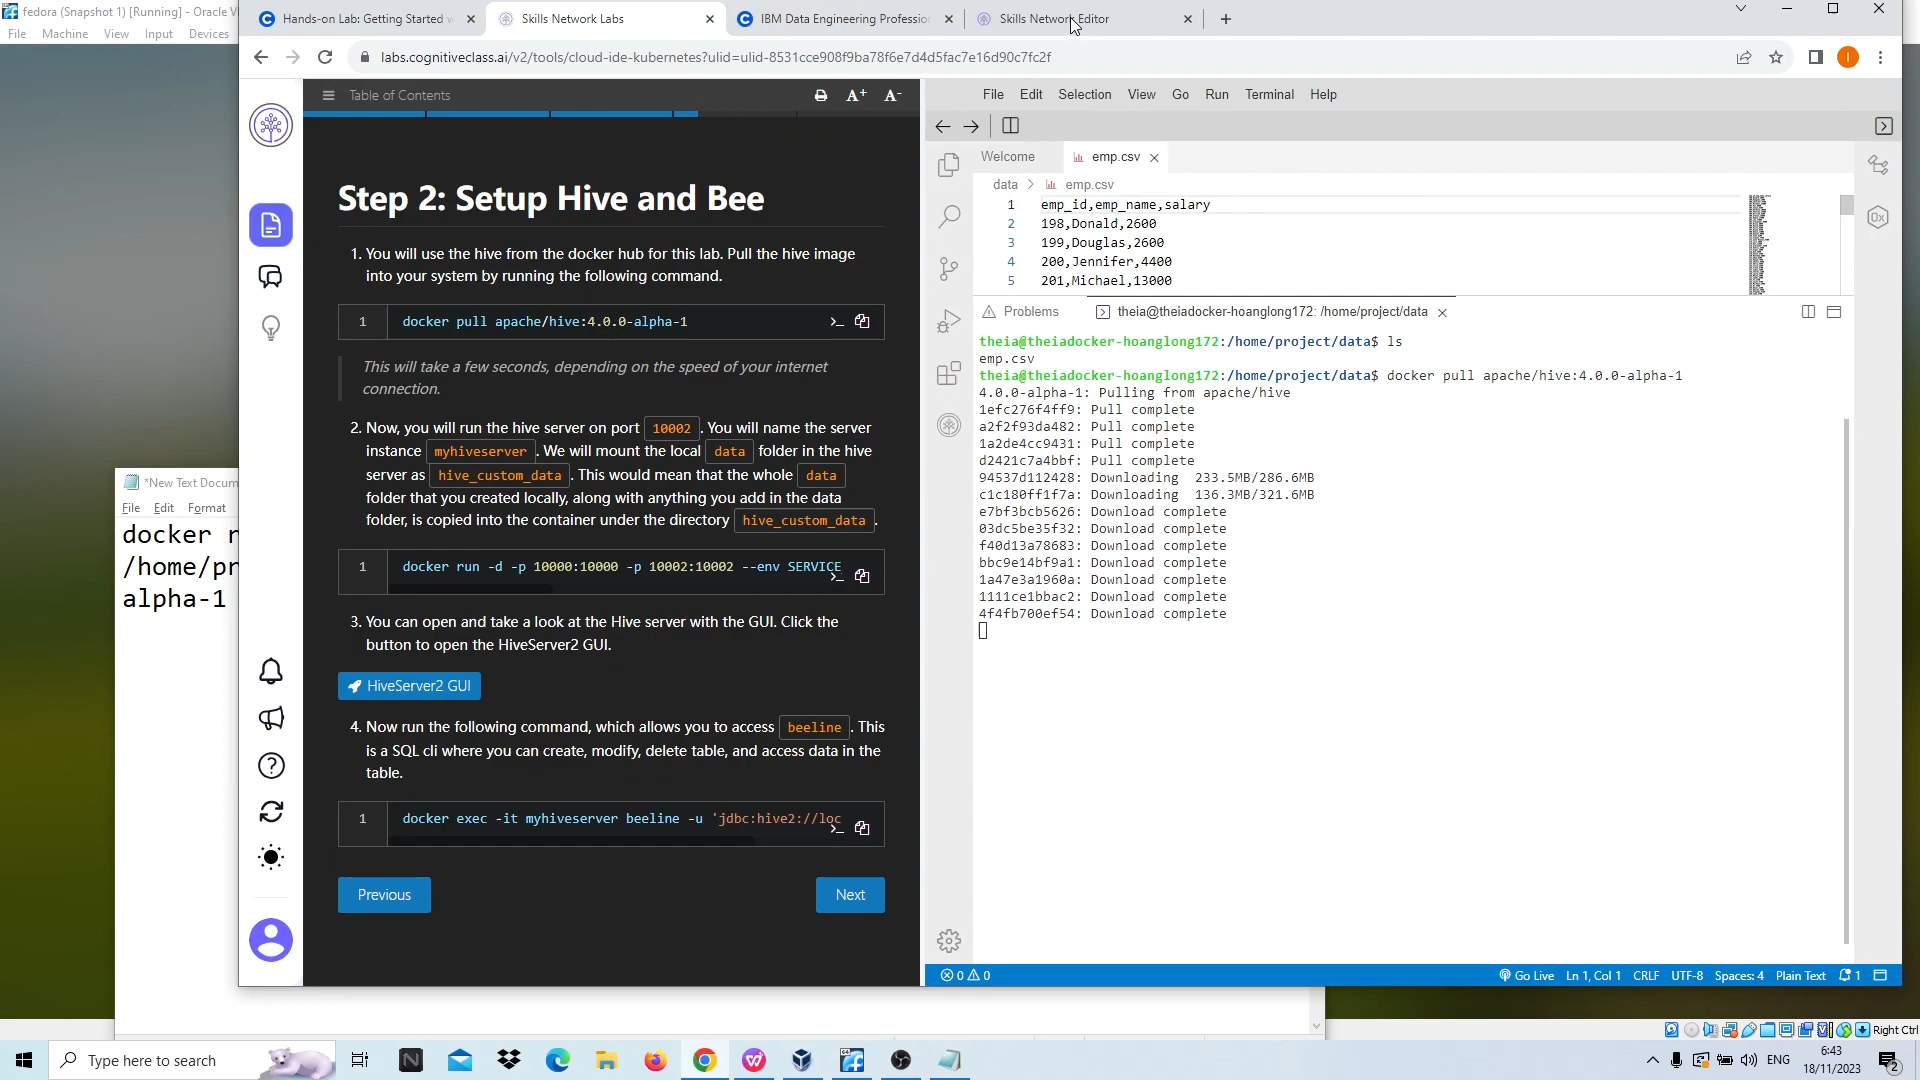 fedora (Snapshot 1) [Running] - Oracle V
File Machine View Input Devices
Hands-on Lab: Getting Started
Skills Network Labs
IBM Data Engineering Professio
Skills Network Editor
labs.cognitiveclass.ai/v2/tools/cloud-ide-kubernetes?ulid=ulid-8531cce908f9ba78f6e7d4d5fac7e16d90c7fc2f
Table of Contents
A+ A-
Step 2: Setup Hive and Bee
1. You will use the hive from the docker hub for this lab. Pull the hive image
into your system by running the following command.
1 docker pull apache/hive:4.0.0-alpha-1
This will take a few seconds, depending on the speed of your internet
connection.
2. Now, you will run the hive server on port 10002. You will name the server
instance myhiveserver. We will mount the local data folder in the hive
server as hive_custom_data. This would mean that the whole data
folder that you created locally, along with anything you add in the data
folder, is copied into the container under the directory hive_custom_data.
1 docker run -d -p 10000:10000 -p 10002:10002 --env SERVICE
3. You can open and take a look at the Hive server with the GUI. Click the
button to open the HiveServer2 GUI.
HiveServer2 GUI
4. Now run the following command, which allows you to access beeline. This
is a SQL cli where you can create, modify, delete table, and access data in the
table.
1 docker exec -it myhiveserver beeline -u 'jdbc:hive2://loc
Previous Next
File Edit Selection View Go Run Terminal Help
Welcome emp.csv
data > emp.csv
1 emp_id,emp_name,salary
2 198,Donald,2600
3 199,Douglas,2600
4 200,Jennifer,4400
5 201,Michael,13000
Problems theia@theiadocker-hoanglong172: /home/project/data
theia@theiadocker-hoanglong172:/home/project/data$ ls
emp.csv
theia@theiadocker-hoanglong172:/home/project/data$ docker pull apache/hive:4.0.0-alpha-1
4.0.0-alpha-1: Pulling from apache/hive
1efc276f4ff9: Pull complete
a2f2f93da482: Pull complete
1a2de4cc9431: Pull complete
d2421c7a4bbf: Pull complete
94537d112428: Downloading 233.5MB/286.6MB
c1c180ff1f7a: Downloading 136.3MB/321.6MB
e7bf3bcb5626: Download complete
03dc5be35f32: Download complete
f40d13a78683: Download complete
bbc9e14bf9a1: Download complete
1a47e3a1960a: Download complete
1111ce1bbac2: Download complete
4f4fb700ef54: Download complete
0 0 Go Live Ln 1, Col 1 CRLF UTF-8 Spaces: 4 Plain Text 1
*New Text Docum
File Edit Format
docker r
/home/pr
alpha-1
Right Ctrl
Type here to search
ENG
6:43
18/11/2023
2